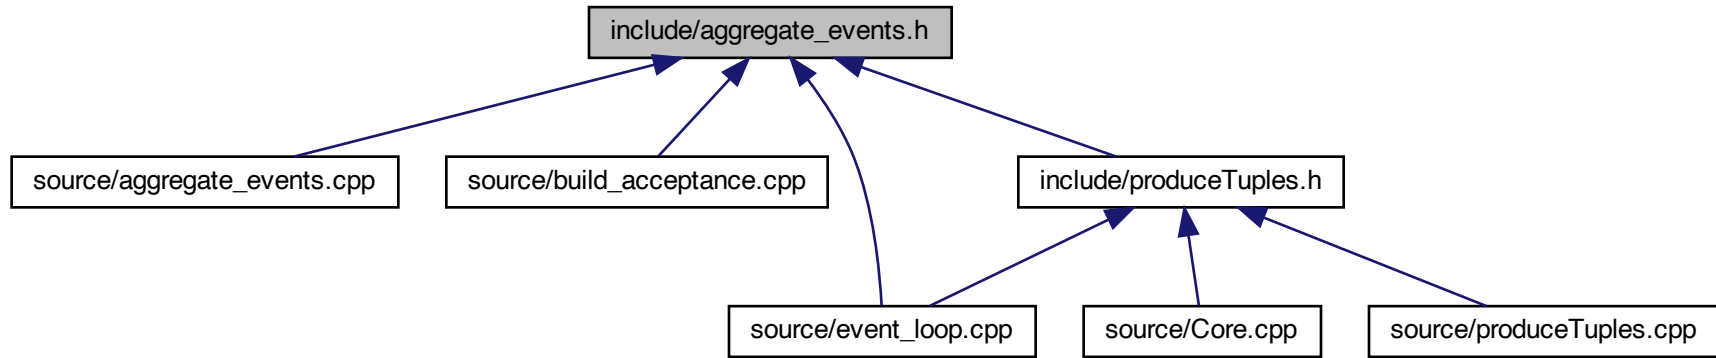 include/aggregate_events.h
source/aggregate_events.cpp
source/build_acceptance.cpp
include/produceTuples.h
source/event_loop.cpp
source/Core.cpp
source/produceTuples.cpp